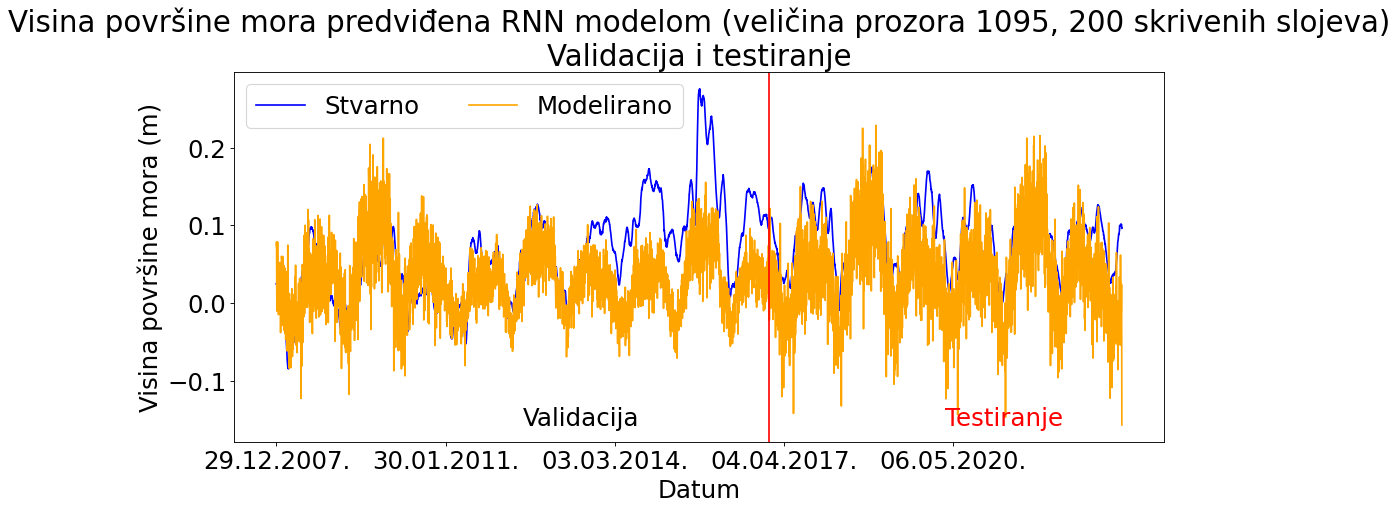 Visina površine mora predviđena RNN modelom (veličina prozora 1095, 200 skrivenih slojeva)
Validacija i testiranje
Stvarno Modelirano
Visina površine mora (m)
0.2
0.1
0.0
−0.1
Validacija Testiranje
29.12.2007. 30.01.2011. 03.03.2014. 04.04.2017. 06.05.2020.
Datum